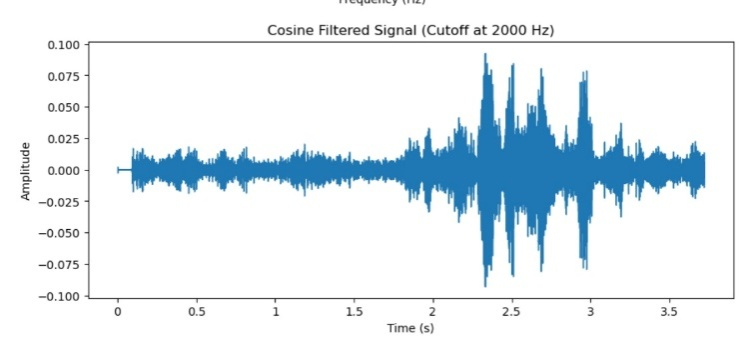 Frequency (Hz)
Cosine Filtered Signal (Cutoff at 2000 Hz)
0.100
0.075
0.050
0.025
0.000
−0.025
−0.050
−0.075
−0.100
Amplitude
0 0.5 1 1.5 2 2.5 3 3.5
Time (s)